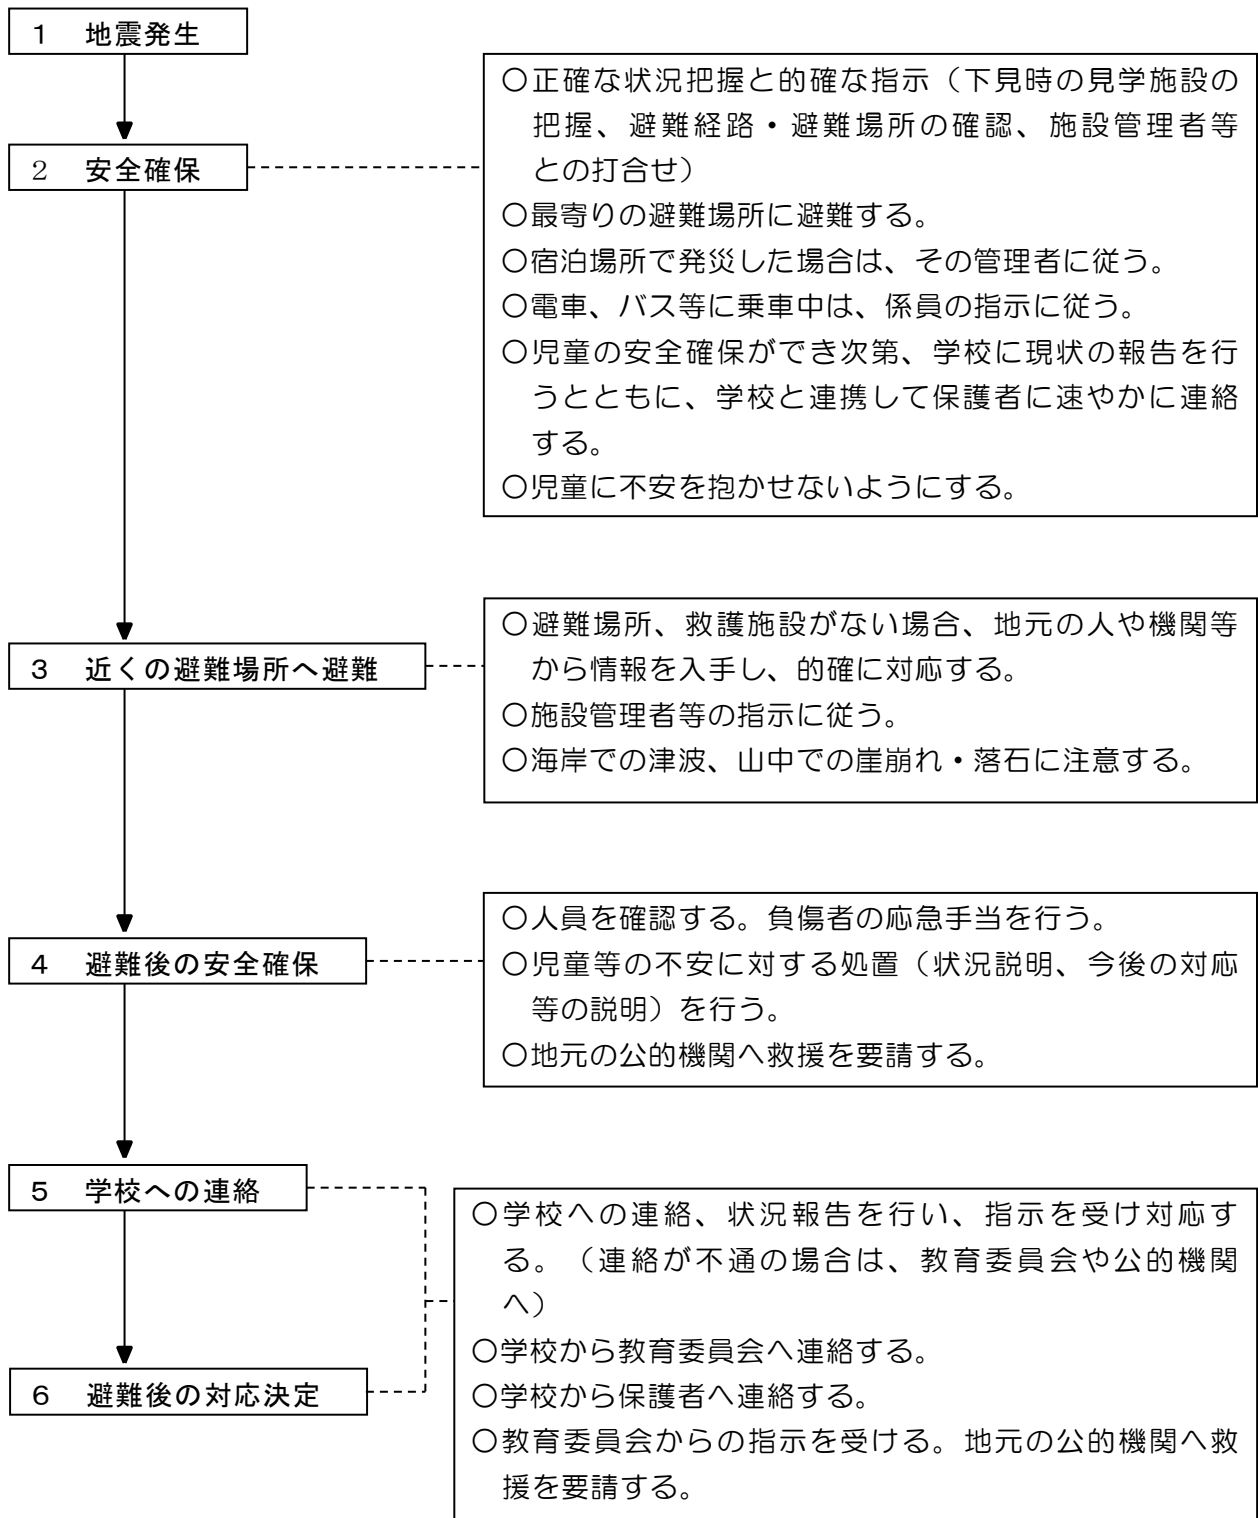 1 地震発生
2 安全確保
〇正確な状況把握と的確な指示（下見時の見学施設の
把握、避難経路・避難場所の確認、施設管理者等
との打合せ）
〇最寄りの避難場所に避難する。
〇宿泊場所で発災した場合は、その管理者に従う。
〇電車、バス等に乗車中は、係員の指示に従う。
〇児童の安全確保ができ次第、学校に現状の報告を行
うとともに、学校と連携して保護者に速やかに連絡
する。
〇児童に不安を抱かせないようにする。
3 近くの避難場所へ避難
〇避難場所、救護施設がない場合、地元の人や機関等
から情報を入手し、的確に対応する。
〇施設管理者等の指示に従う。
〇海岸での津波、山中での崖崩れ・落石に注意する。
4 避難後の安全確保
〇人員を確認する。負傷者の応急手当を行う。
〇児童等の不安に対する処置（状況説明、今後の対応
等の説明）を行う。
〇地元の公的機関へ救援を要請する。
5 学校への連絡
6 避難後の対応決定
〇学校への連絡、状況報告を行い、指示を受け対応す
る。（連絡が不通の場合は、教育委員会や公的機関
へ）
〇学校から教育委員会へ連絡する。
〇学校から保護者へ連絡する。
〇教育委員会からの指示を受ける。地元の公的機関へ救
援を要請する。